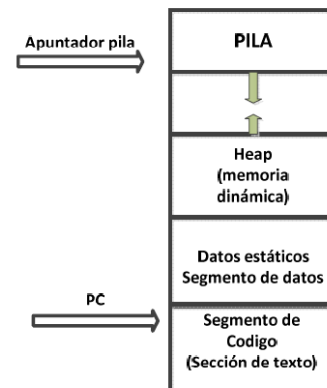 Apuntador pila
PILA
Heap
(memoria
dinámica)
Datos estáticos
Segmento de datos
PC
Segmento de
Codigo
(Sección de texto)